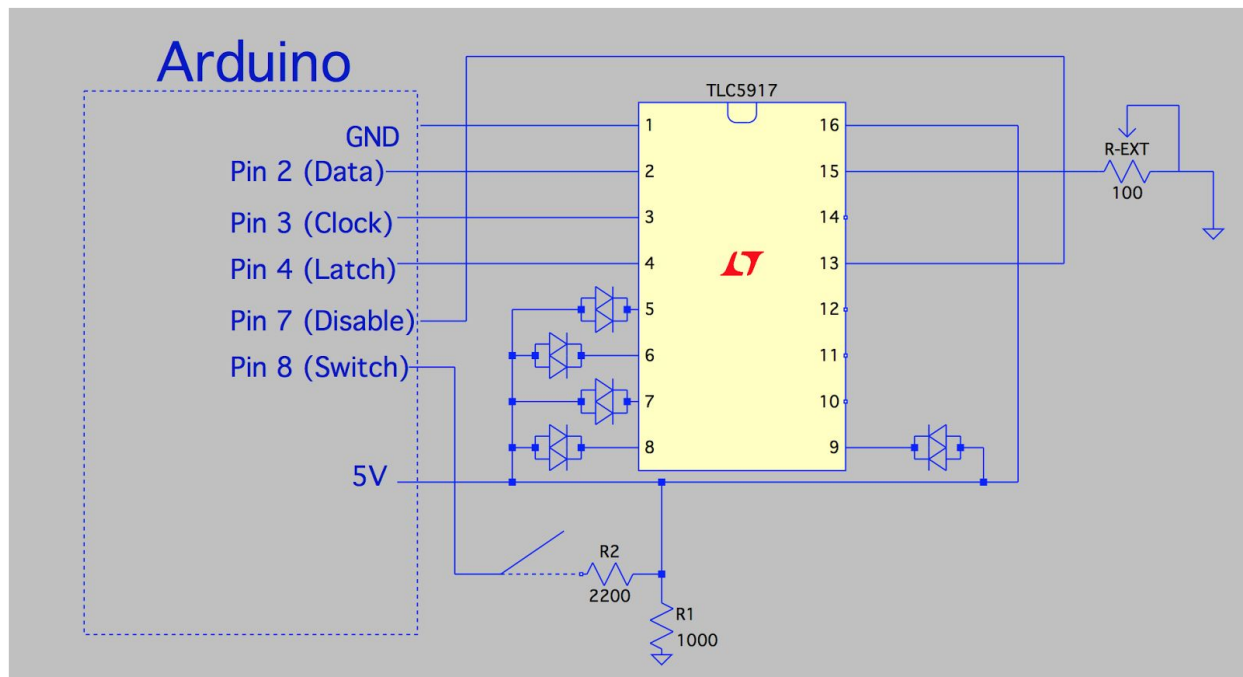 Arduino
TLC5917
GND
1
16
Pin 2 (Data)
2
15
R-EXT
100
Pin 3 (Clock)
3
14
Pin 4 (Latch)
4
13
Pin 7 (Disable)
5
12
Pin 8 (Switch)
6
11
7
10
8
9
5V
R2
2200
R1
1000